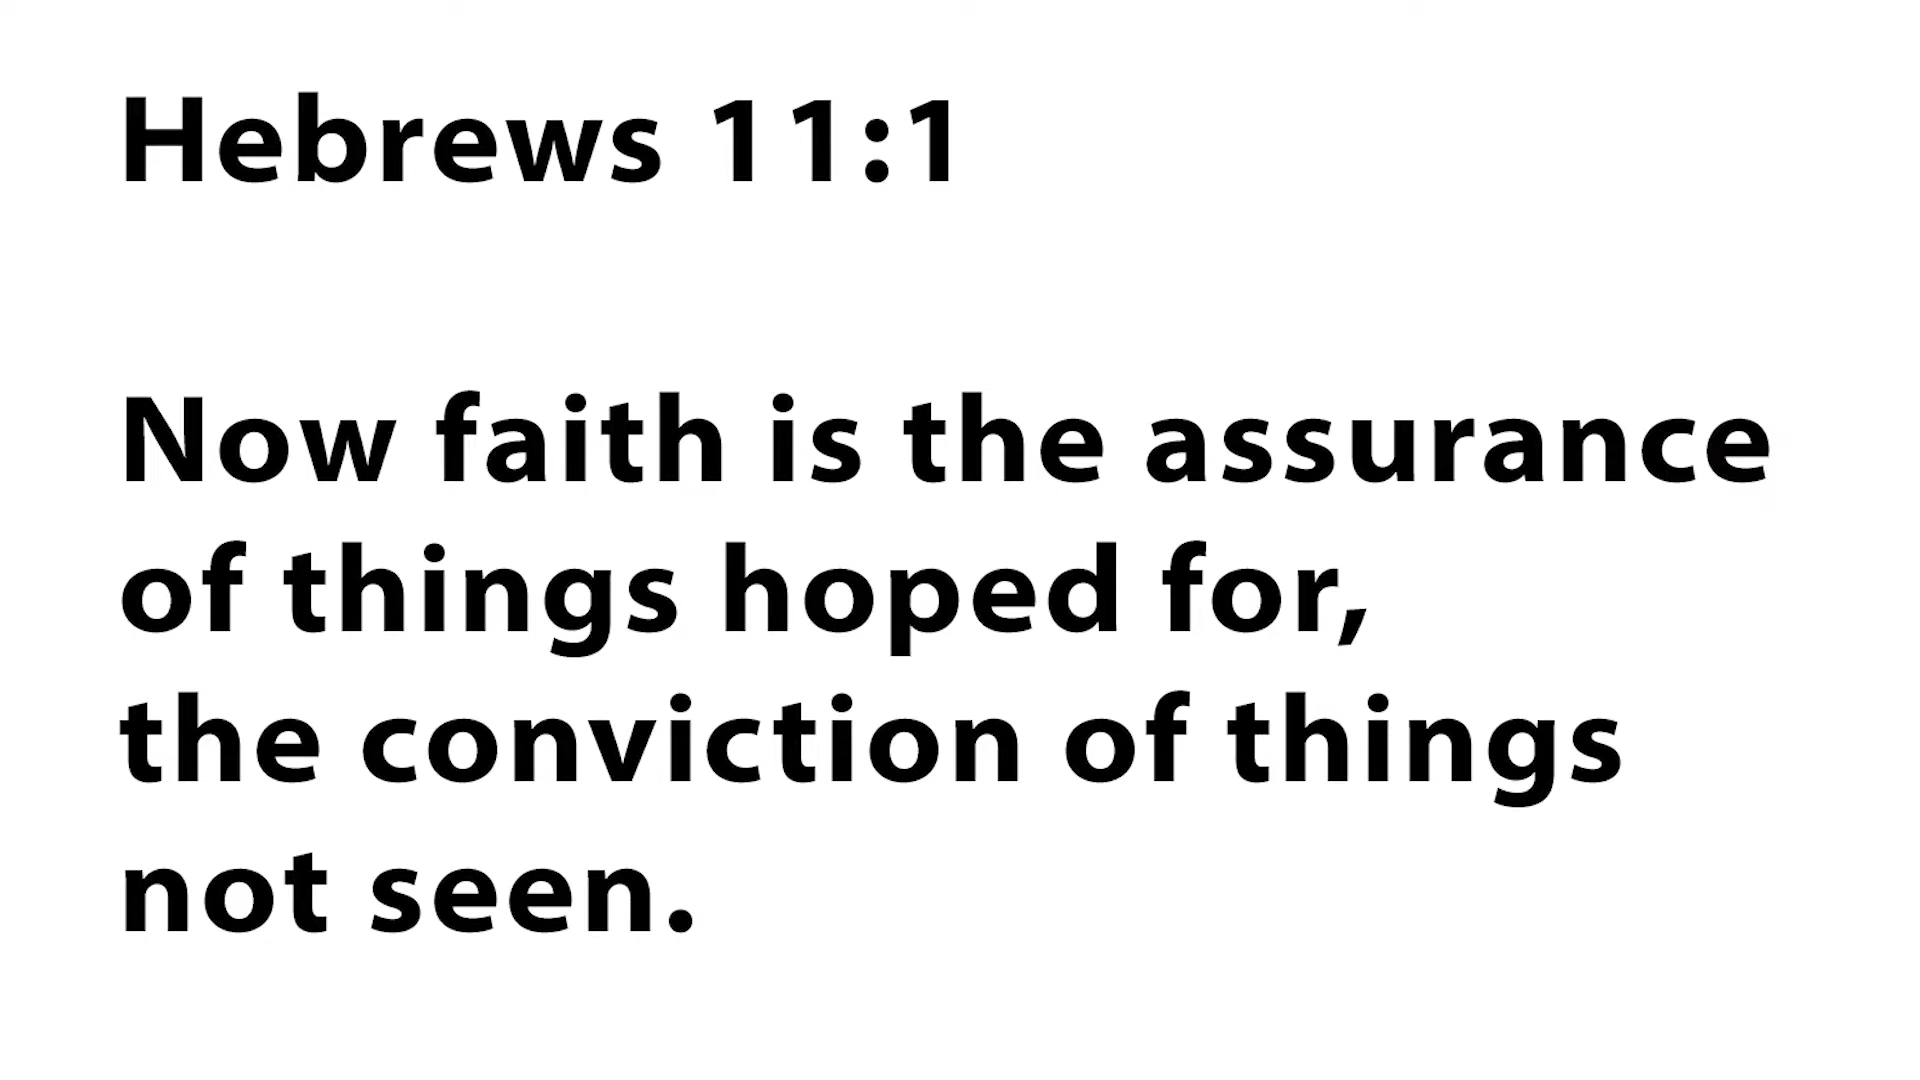 Hebrews 11:1
Now faith is the assurance
of things hoped for,
the conviction of things
not seen.